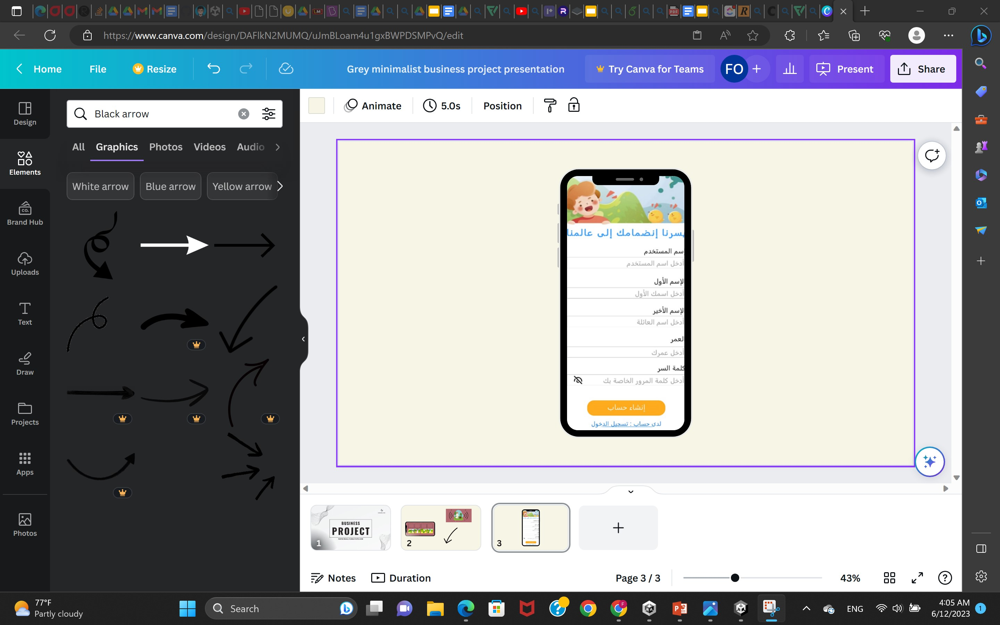 https://www.canva.com/design/DAFlkN2MUMQ/uJmBLoam4u1gxBWPDSMPvQ/edit
Home
File
Resize
Grey minimalist business project presentation
Try Canva for Teams
FO
Present
Share
Design
Elements
Brand Hub
Uploads
Text
Draw
Projects
Apps
Photos
Black arrow
All
Graphics
Photos
Videos
Audio
White arrow
Blue arrow
Yellow arrow
Animate
5.0s
Position
يسرنا إنضمامك إلى عالمنا
إسم المستخدم
أدخل اسم المستخدم
لإسم الأول
أدخل اسمك الأول
لإسم الأخير
أدخل اسم العائلة
لعمر
أدخل عمرك
كلمة السر
أدخل كلمة المرور الخاصة بك
إنشاء حساب
لدي حساب : تسجيل الدخول
BUSINESS
PROJECT
1
2
3
Notes
Duration
Page 3 / 3
43%
77°F
Partly cloudy
Search
ENG
4:05 AM
6/12/2023
1